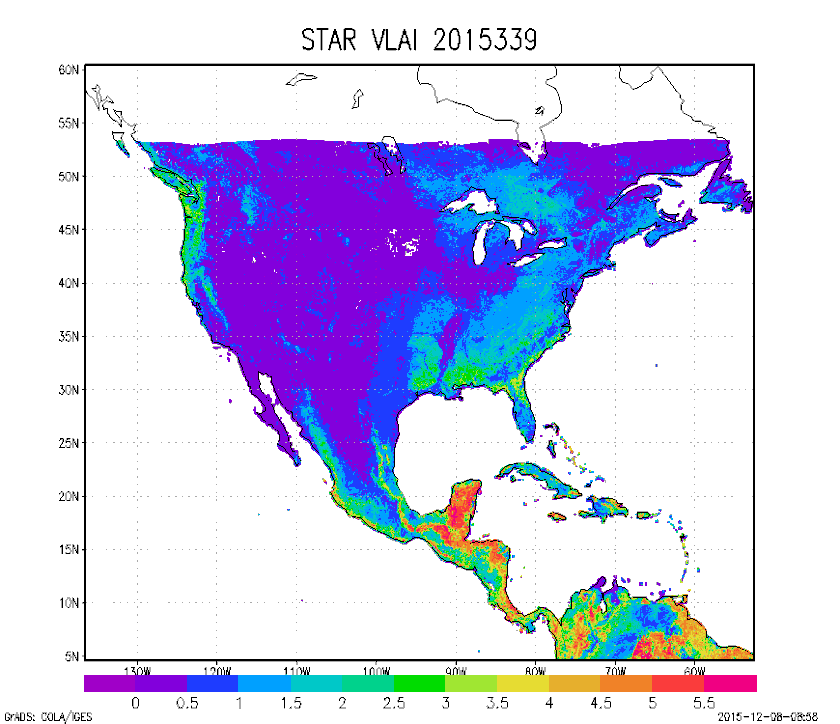 STAR VLAI 2015339
60N
55N
50N
45N
40N
35N
30N
25N
20N
15N
10N
5N
130W 120W 110W 100W 90W 80W 70W 60W
0 0.5 1 1.5 2 2.5 3 3.5 4 4.5 5 5.5
GrADS: COLA/IGES 2015-12-08-08:58